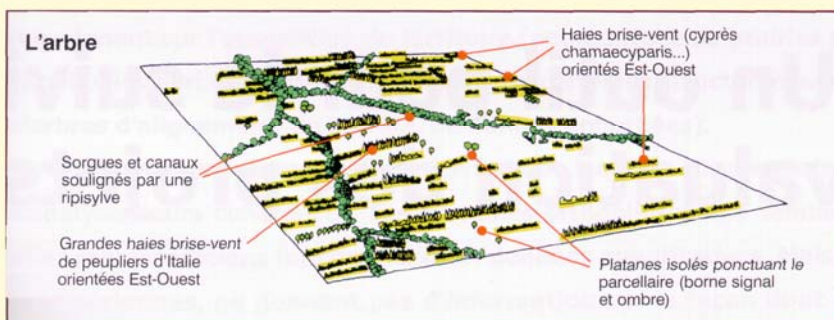 L'arbre
Haies brise-vent (cyprès
chamaecyparis...)
orientés Est-Ouest
Sorgues et canaux
soulignés par une
ripisylve
Grandes haies brise-vent
de peupliers d'Italie
orientées Est-Ouest
Platanes isolés ponctuant le
parcellaire (borne signal
et ombre)